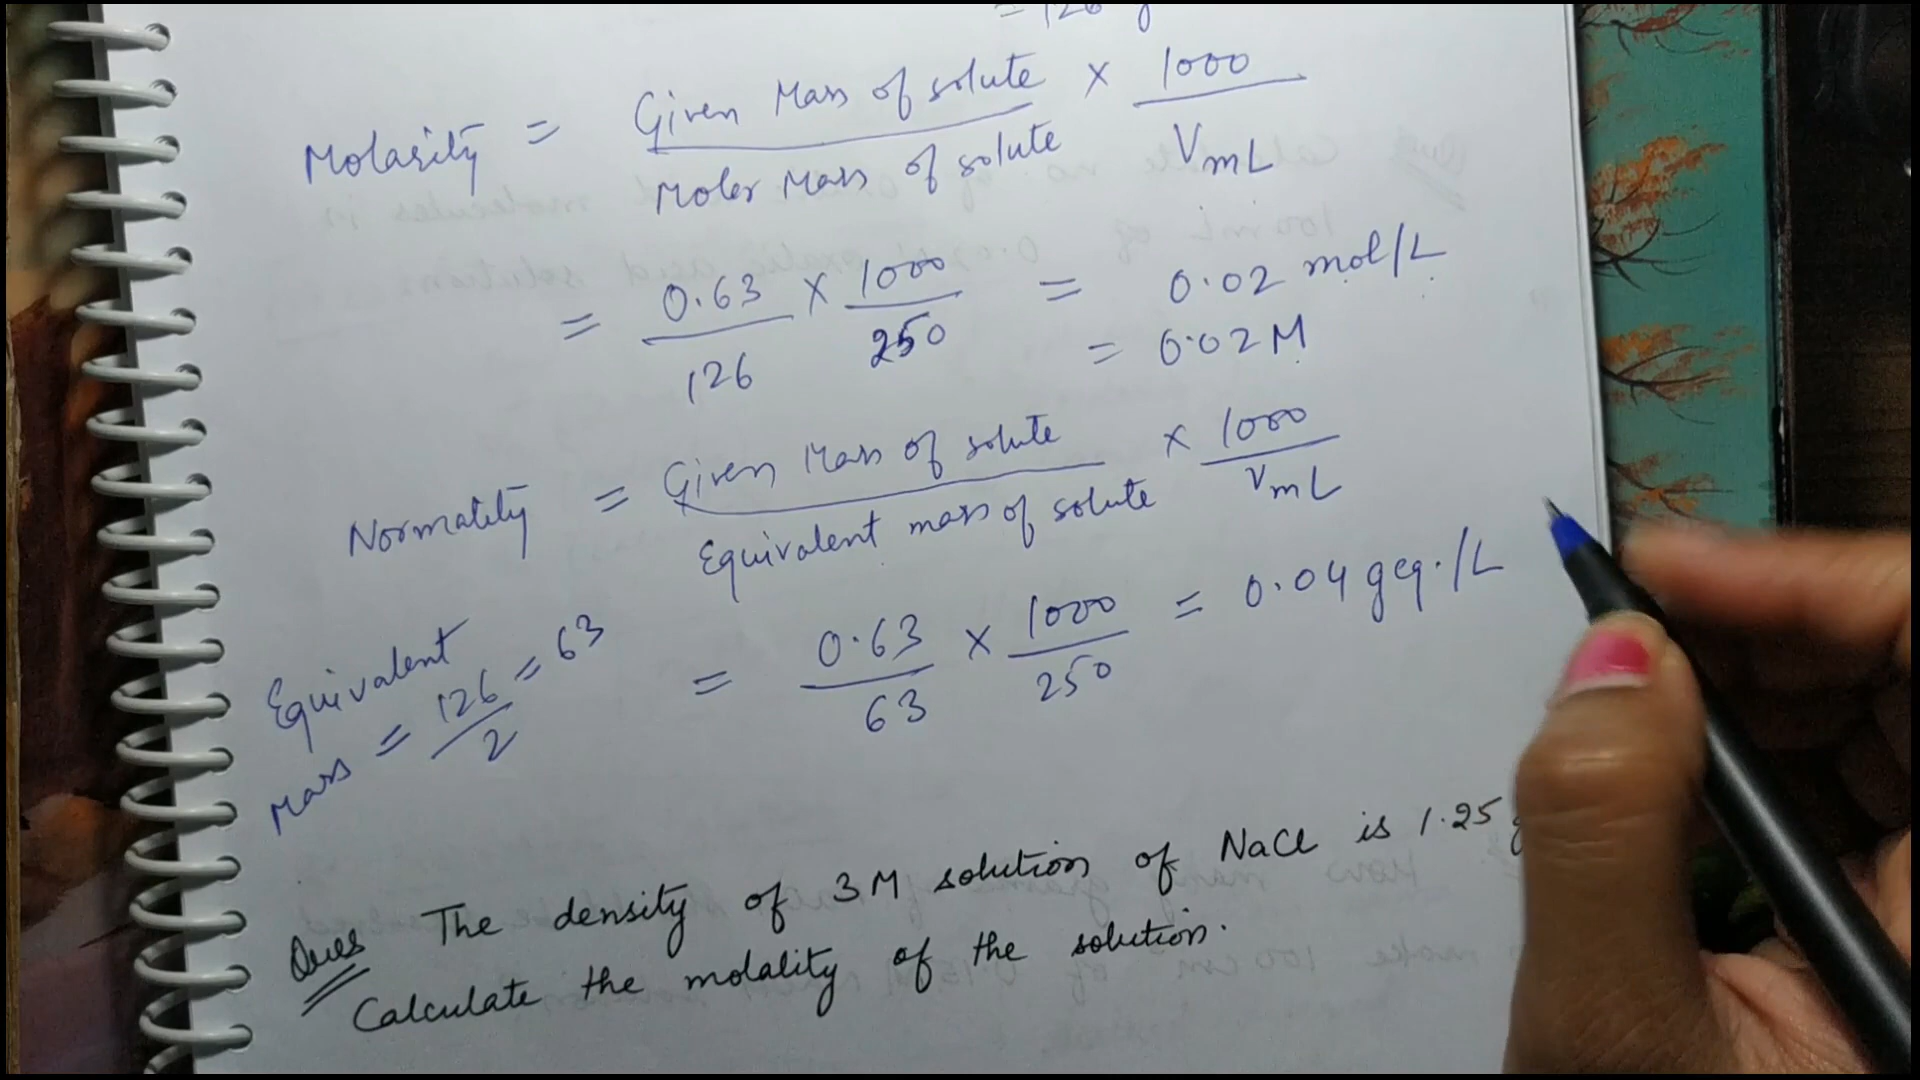 = 126 g
Molarity = Given Mass of solute / Molar Mass of solute × 1000 / VmL
= 0.63 / 126 × 1000 / 250 = 0.02 mol/L
= 0.02 M
Normality = Given Mass of solute / Equivalent mass of solute × 1000 / VmL
= 0.63 / 63 × 1000 / 250 = 0.04 geq./L
Equivalent
Mass = 126 / 2 = 63
Ques The density of 3M solution of NaCl is 1.25
Calculate the molality of the solution.